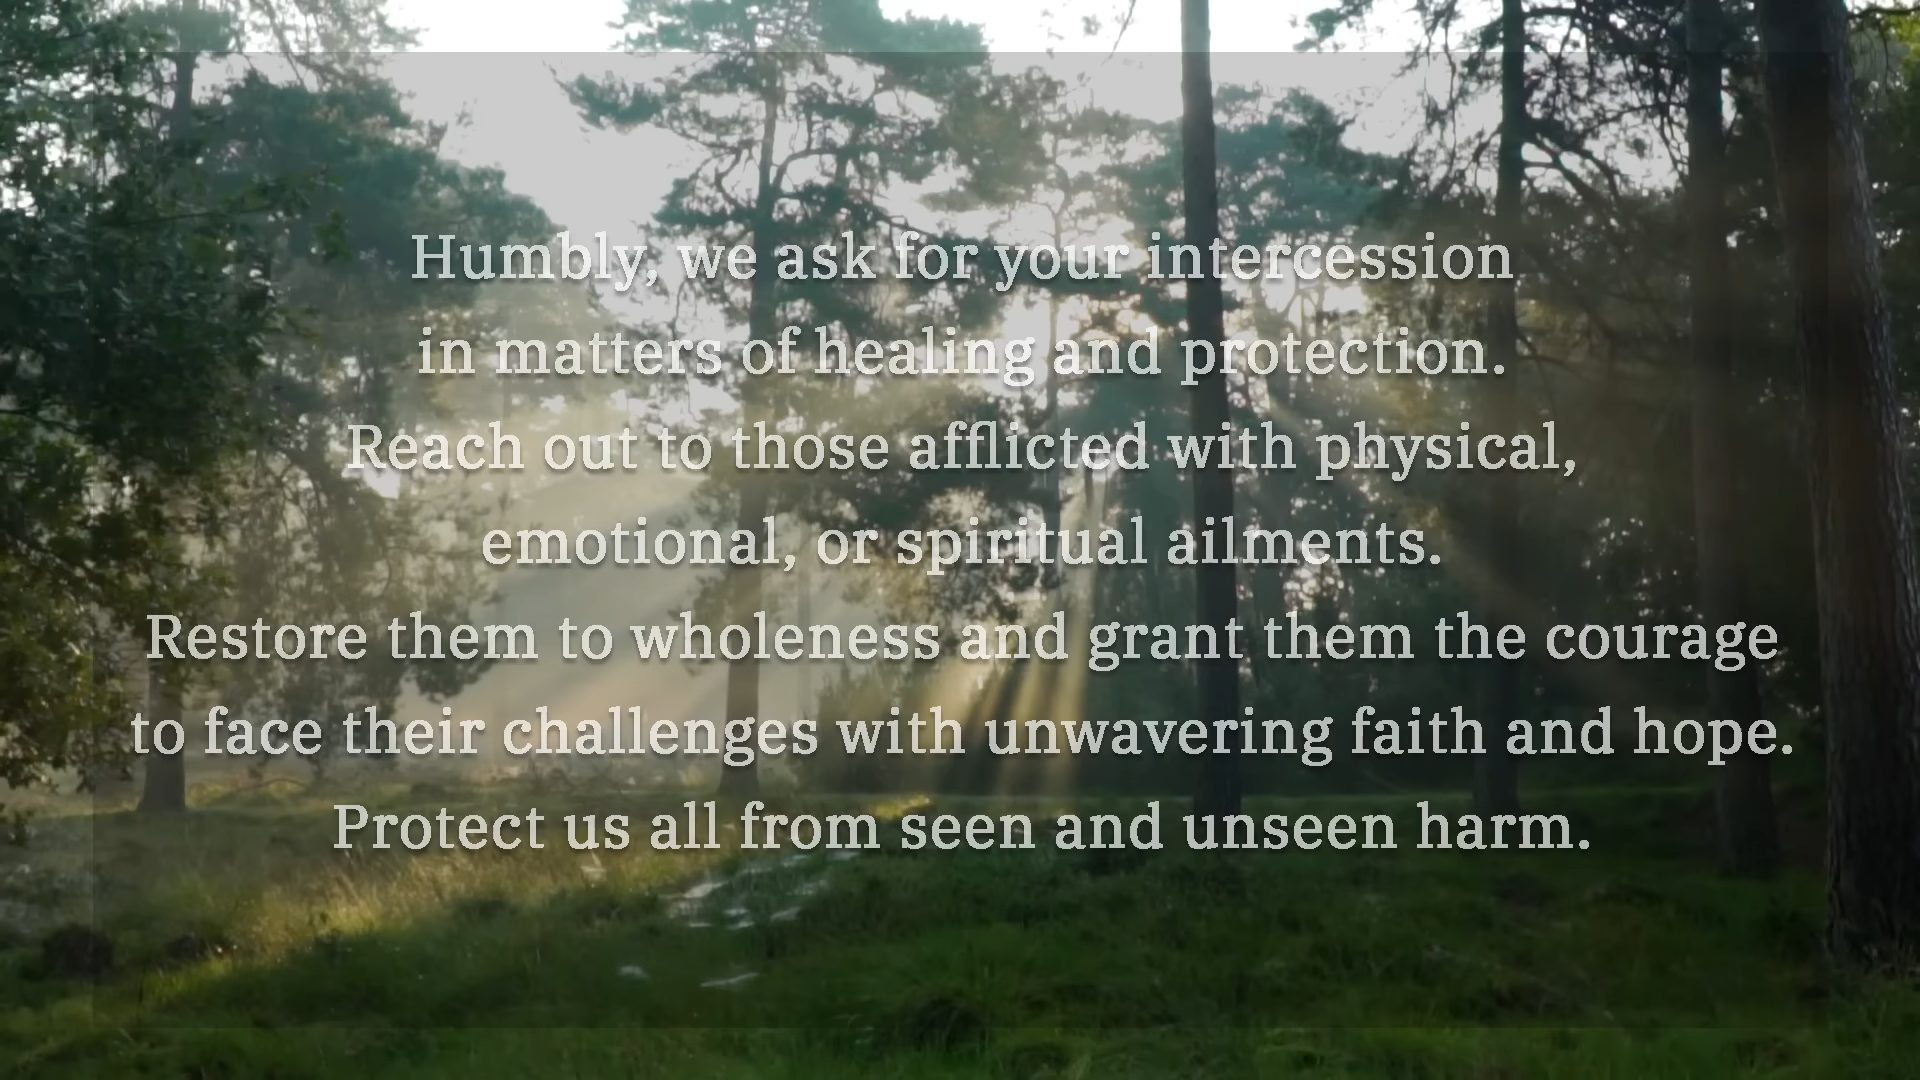 Humbly, we ask for your intercession
in matters of healing and protection.
Reach out to those afflicted with physical,
emotional, or spiritual ailments.
Restore them to wholeness and grant them the courage
to face their challenges with unwavering faith and hope.
Protect us all from seen and unseen harm.